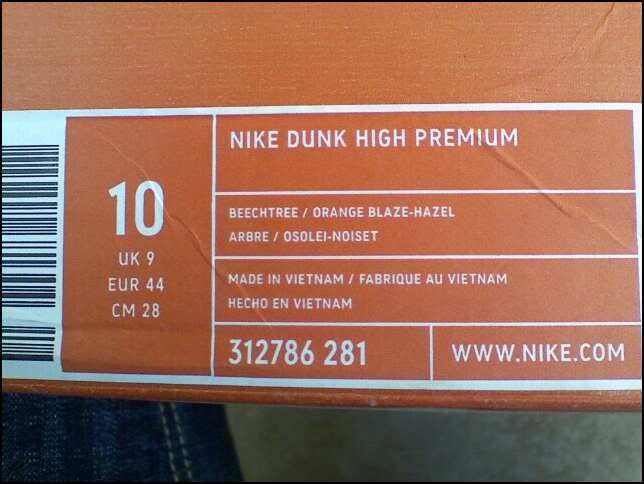 10
UK 9
EUR 44
CM 28
NIKE DUNK HIGH PREMIUM
BEECHTREE / ORANGE BLAZE-HAZEL
ARBRE / OSOLEI-NOISET
MADE IN VIETNAM / FABRIQUE AU VIETNAM
HECHO EN VIETNAM
312786 281
WWW.NIKE.COM